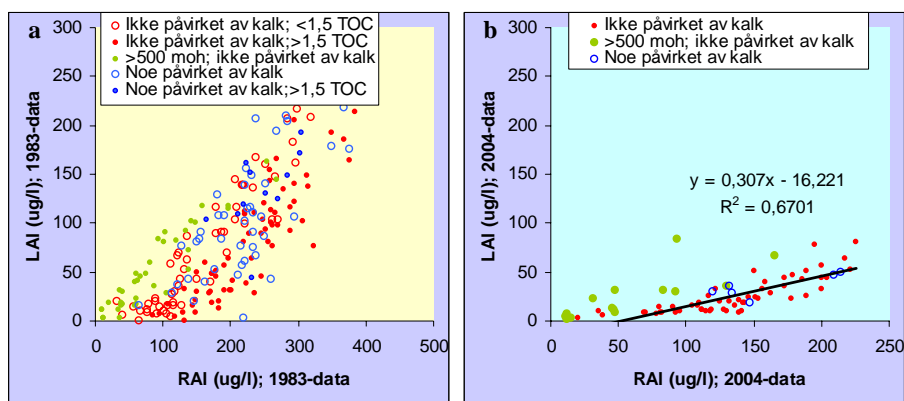 a
Ikke påvirket av kalk; <1,5 TOC
Ikke påvirket av kalk;>1,5 TOC
>500 moh; ikke påvirket av kalk
Noe påvirket av kalk
Noe påvirket av kalk;>1,5 TOC
LAI (ug/l); 1983-data
300
250
200
150
100
50
0
0 100 200 300 400 500
RAI (ug/l); 1983-data
b
Ikke påvirket av kalk
>500 moh; ikke påvirket av kalk
Noe påvirket av kalk
LAI (ug/l); 2004-data
300
250
200
150
100
50
0
y = 0,307x - 16,221
R² = 0,6701
0 50 100 150 200 250
RAI (ug/l); 2004-data